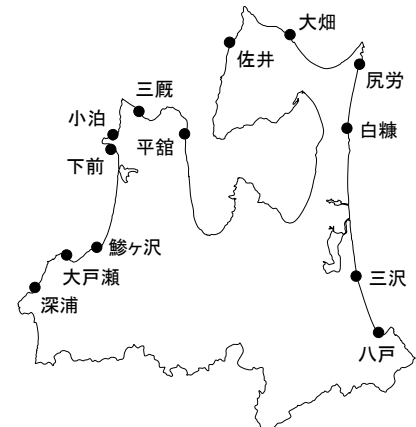 大畑
佐井
尻労
三厩
小泊
平舘
白糠
下前
鰺ヶ沢
大戸瀬
三沢
深浦
八戸